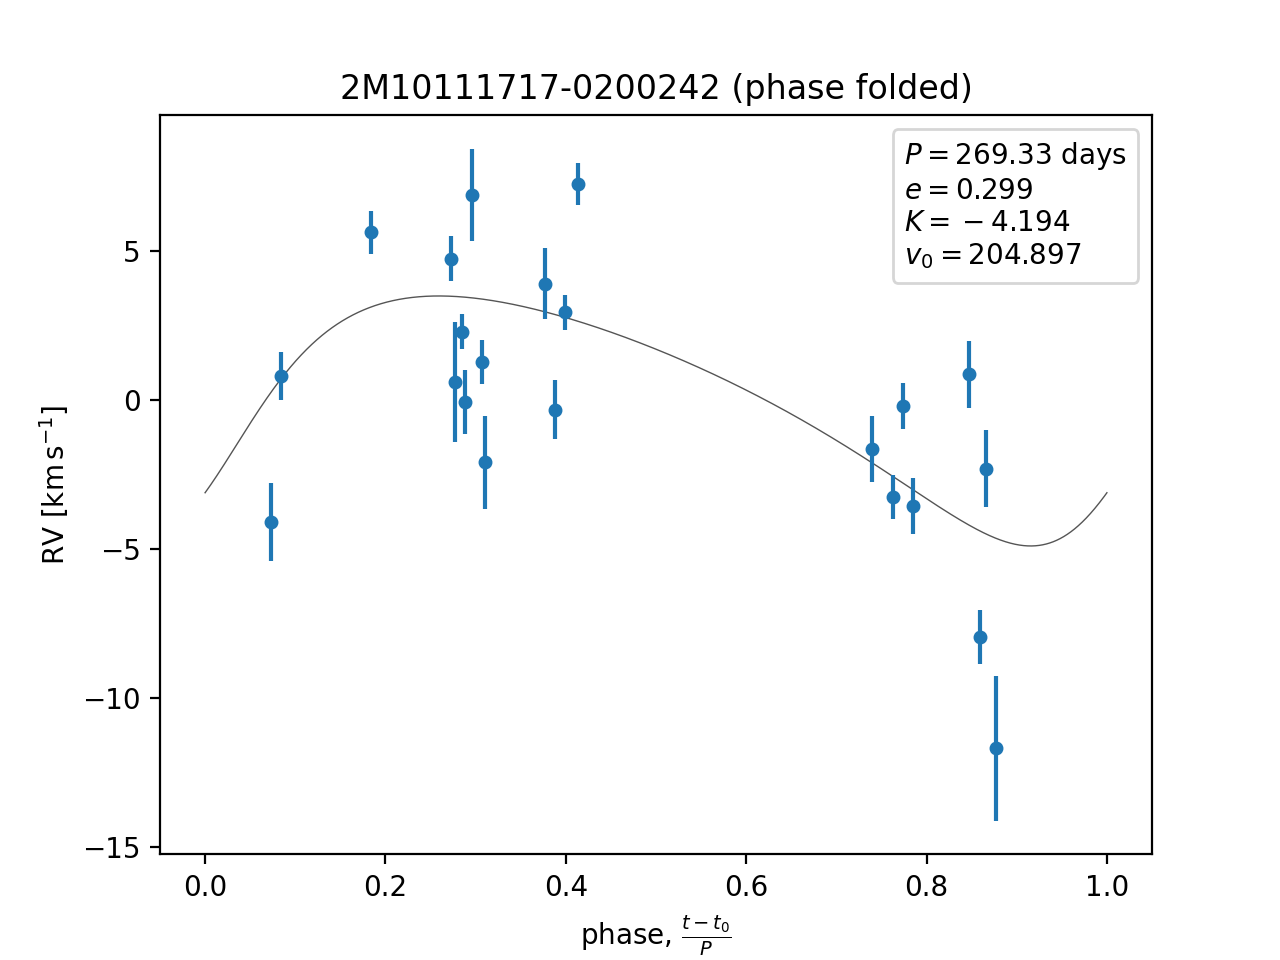 2M10111717-0200242 (phase folded)
P = 269.33 days
e = 0.299
K = −4.194
v₀ = 204.897
5
0
−5
−10
−15
RV [km s⁻¹]
0.0 0.2 0.4 0.6 0.8 1.0
phase, (t − t₀)/P